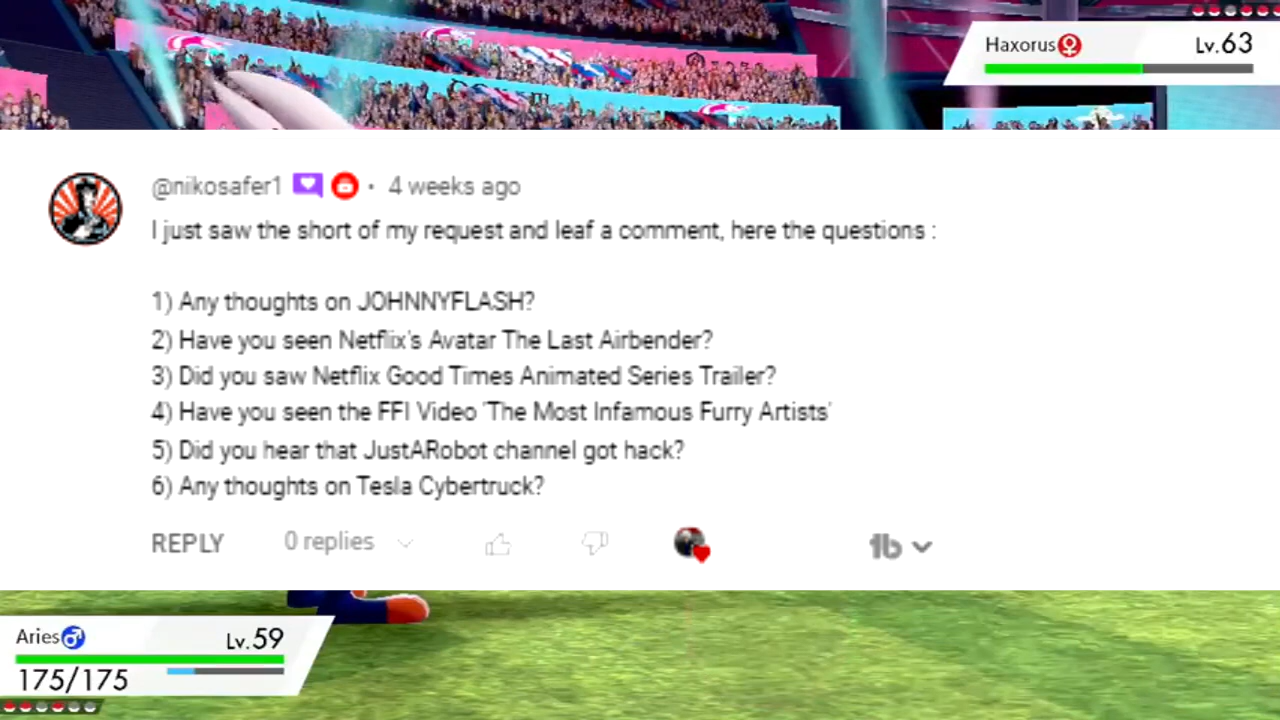 Haxorus Lv.63
@nikosafer1 • 4 weeks ago
I just saw the short of my request and leaf a comment, here the questions :
1) Any thoughts on JOHNNYFLASH?
2) Have you seen Netflix's Avatar The Last Airbender?
3) Did you saw Netflix Good Times Animated Series Trailer?
4) Have you seen the FFI Video 'The Most Infamous Furry Artists'
5) Did you hear that JustARobot channel got hack?
6) Any thoughts on Tesla Cybertruck?
REPLY 0 replies
Aries Lv.59
175/175